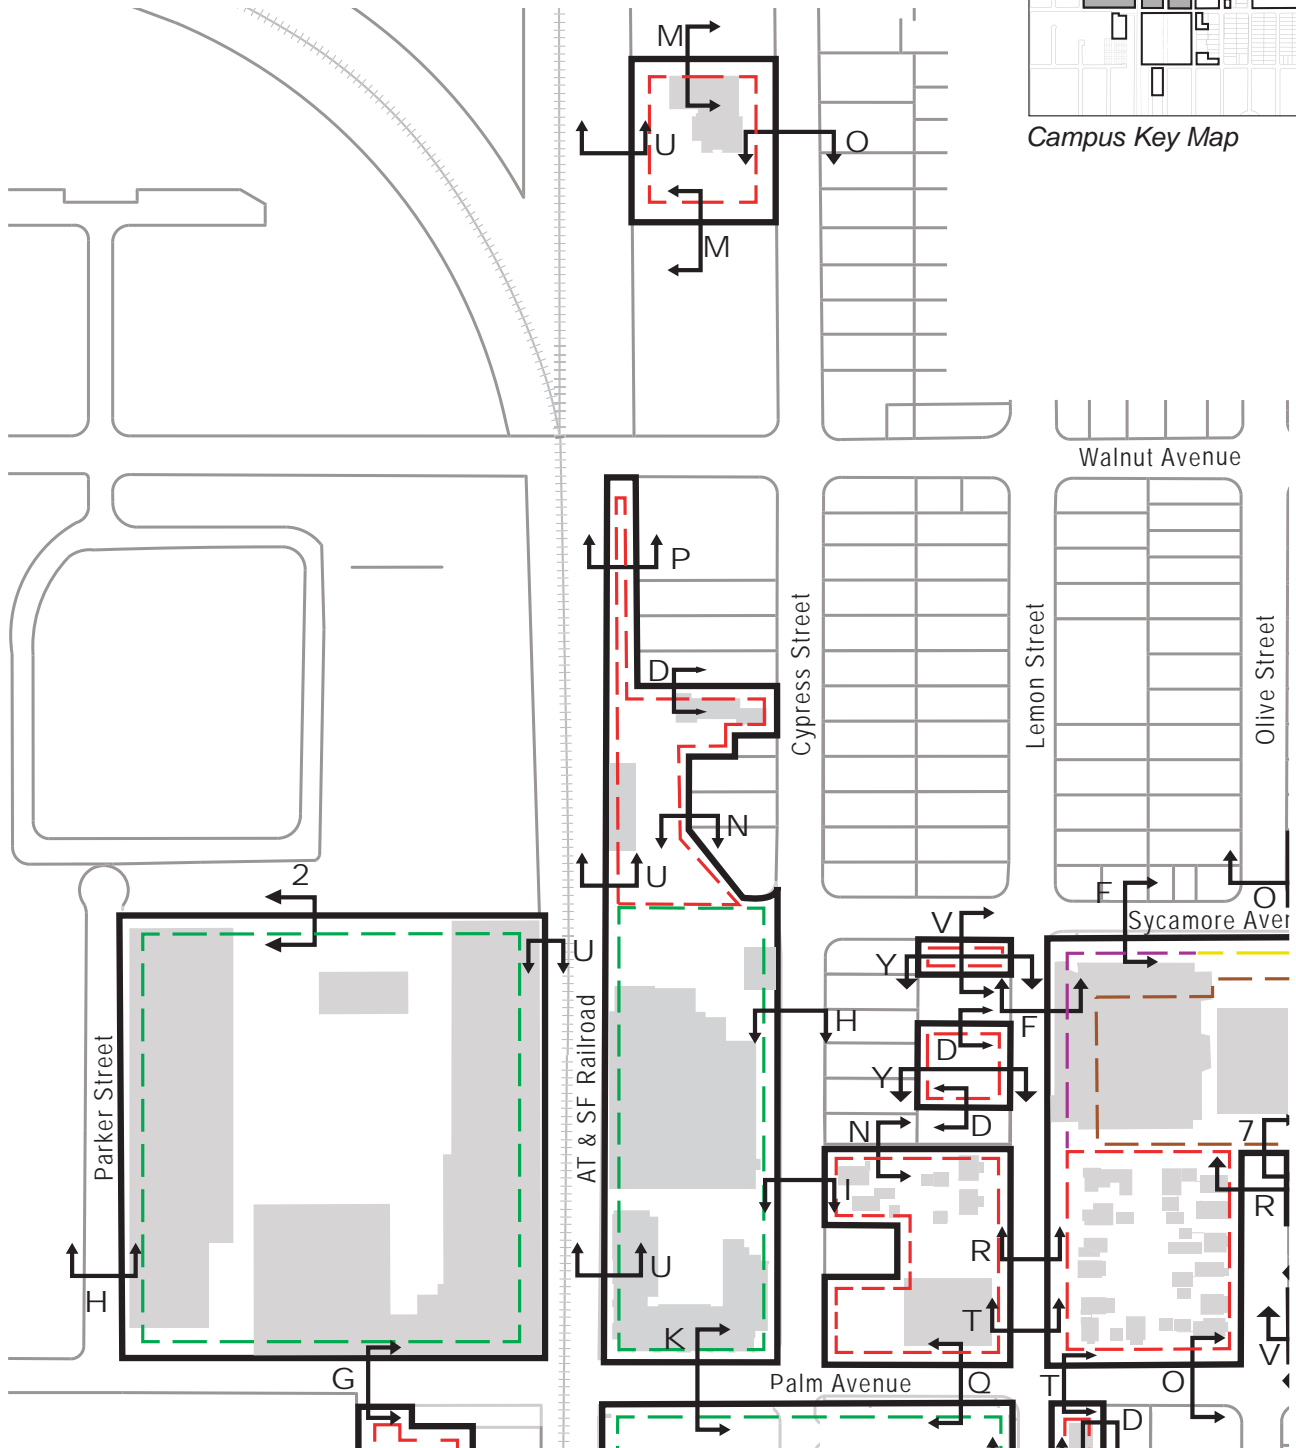 M
U
O
Campus Key Map
M
Walnut Avenue
P
D
Cypress Street
Lemon Street
Olive Street
N
2
U
F
O
V
Sycamore Aven
U
Y
H
F
D
Parker Street
AT & SF Railroad
Y
N
D
7
I
R
R
H
U
T
K
V
G
Palm Avenue
Q
T
O
D